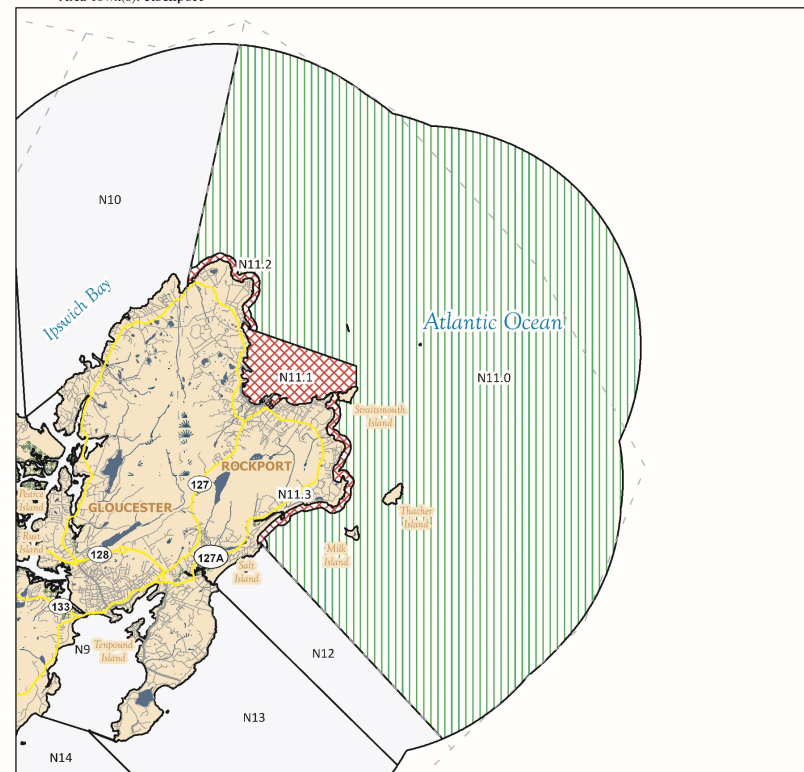 N10
N11.2
Ipswich Bay
Atlantic Ocean
N11.1
N11.0
Straitsmouth
Island
ROCKPORT
127
N11.3
Pearce
Island
GLOUCESTER
Thacher
Island
Rust
Island
128
127A
Milk
Island
Salt
Island
133
N9
Tenpound
Island
N12
N13
N14